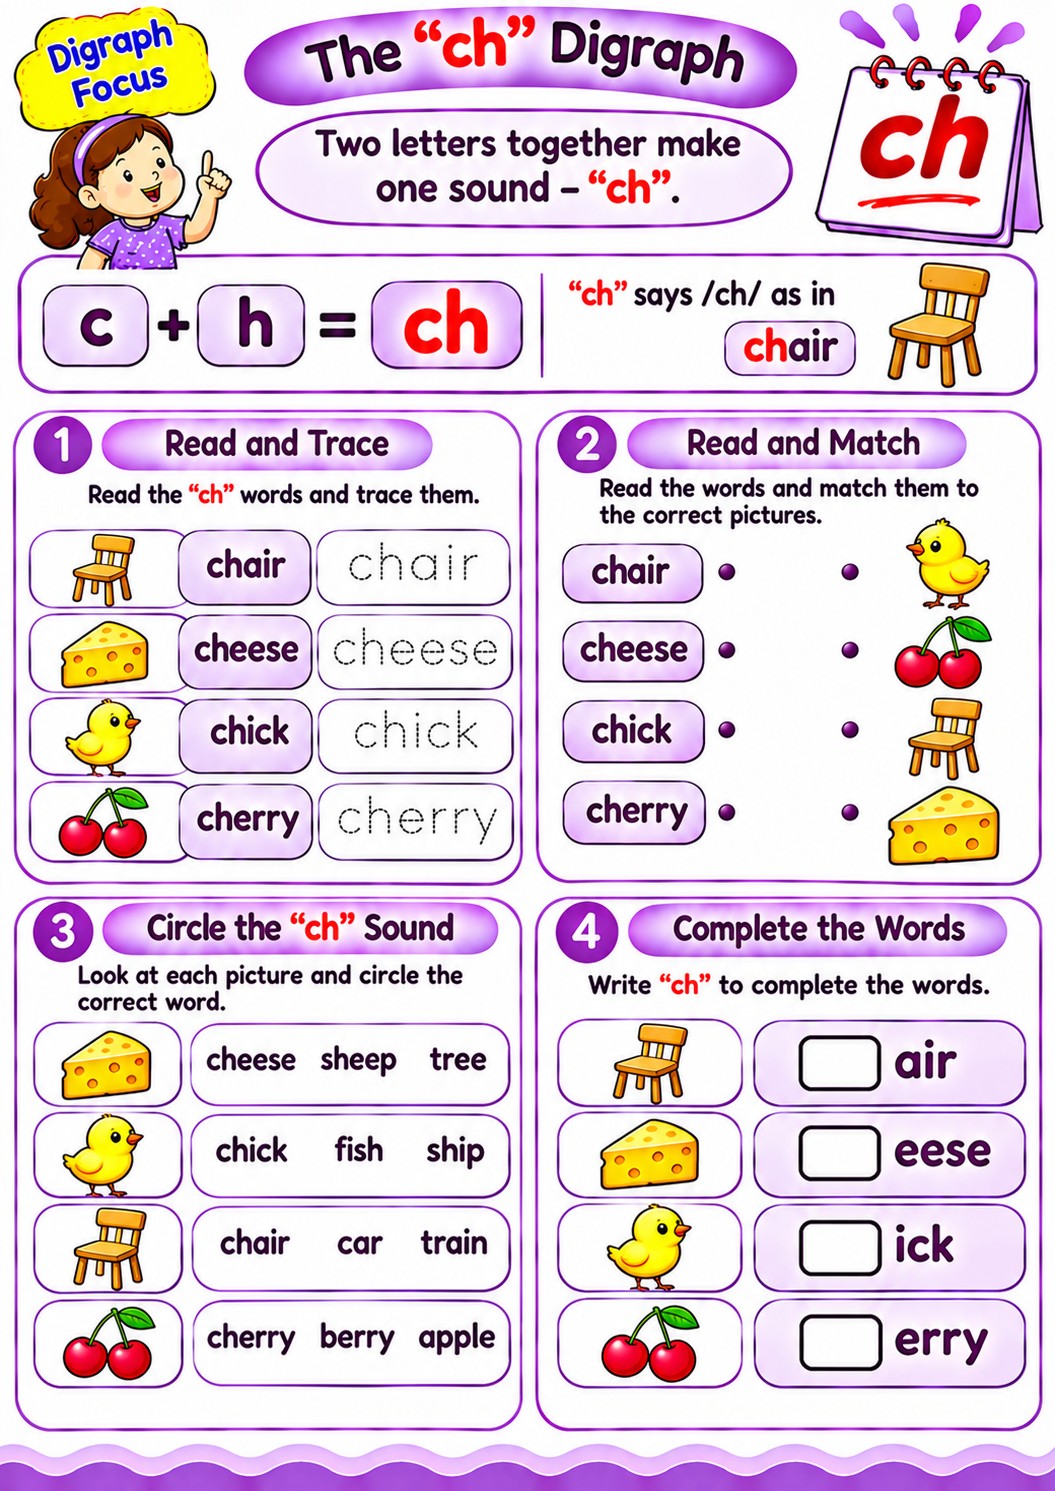 Digraph
Focus
The “ch” Digraph
Two letters together make
one sound – “ch”.
ch
c + h = ch
“ch” says /ch/ as in
chair
1 Read and Trace
Read the “ch” words and trace them.
chair chair
cheese cheese
chick chick
cherry cherry
2 Read and Match
Read the words and match them to
the correct pictures.
chair
cheese
chick
cherry
3 Circle the “ch” Sound
Look at each picture and circle the
correct word.
cheese sheep tree
chick fish ship
chair car train
cherry berry apple
4 Complete the Words
Write “ch” to complete the words.
air
eese
ick
erry